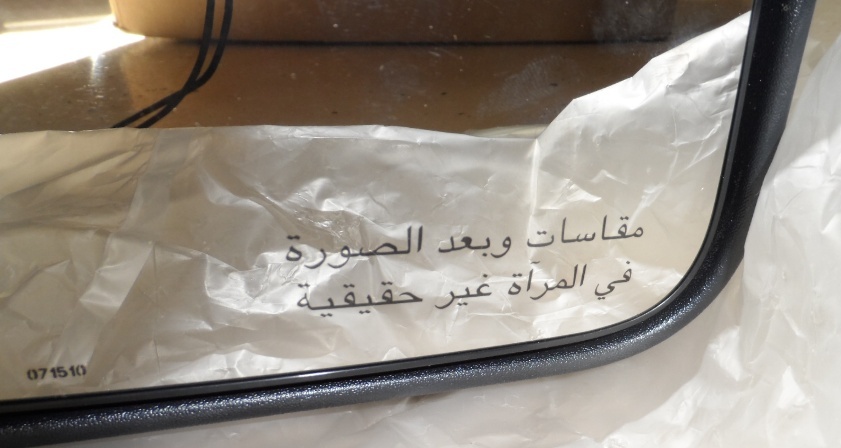 مقاسات وبعد الصورة
في المرآة غير حقيقية
071510